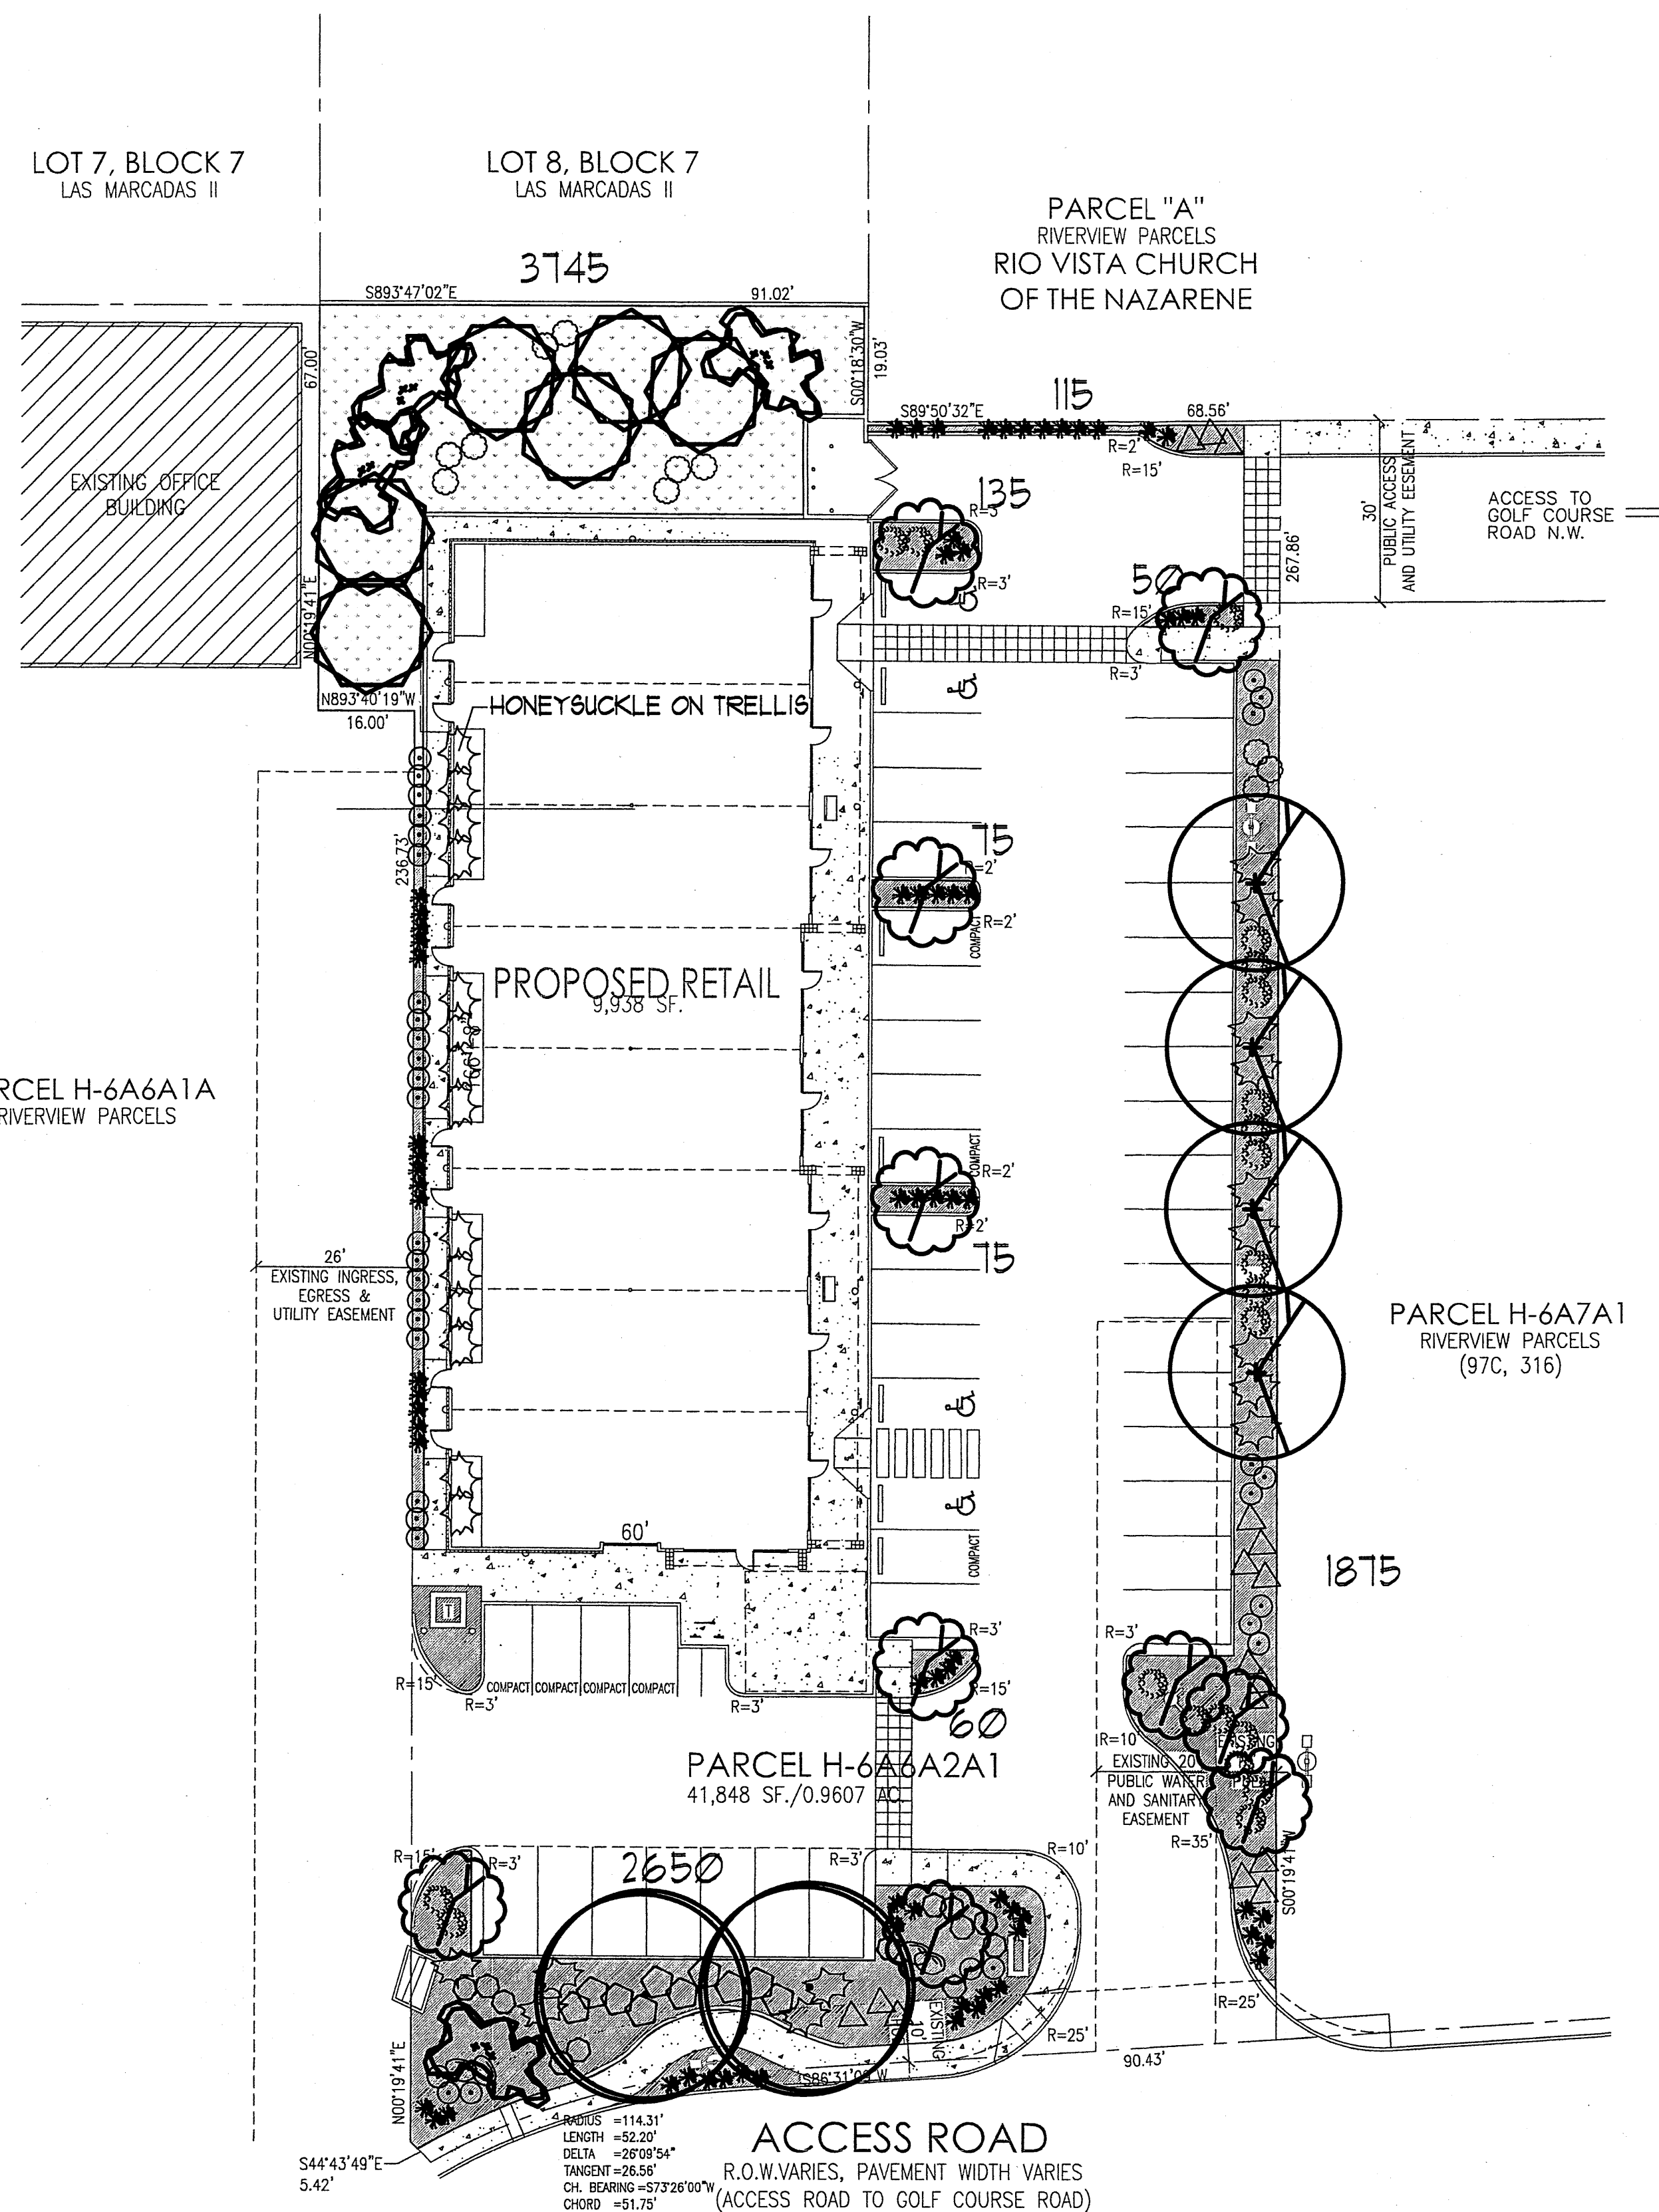 LOT 7, BLOCK 7
LAS MARCADAS II
LOT 8, BLOCK 7
LAS MARCADAS II
PARCEL "A"
RIVERVIEW PARCELS
RIO VISTA CHURCH
OF THE NAZARENE
3745
S893°47'02"E
91.02'
67.00'
S00°18'30"W
19.03'
115
S89°50'32"E
68.56'
R=2'
R=15'
EXISTING OFFICE
BUILDING
PUBLIC ACCESS
AND UTILITY EESEMENT
30'
ACCESS TO
GOLF COURSE
ROAD N.W.
135
R=3'
R=3'
267.86'
50
R=15'
R=3'
N00°19'41"E
N893°40'19"W
16.00'
HONEYSUCKLE ON TRELLIS
236.73'
75
R=2'
R=2'
COMPACT
PROPOSED RETAIL
9,938 SF.
PARCEL H-6A6A1A
RIVERVIEW PARCELS
COMPACT
R=2'
R=2'
75
26'
EXISTING INGRESS,
EGRESS &
UTILITY EASEMENT
PARCEL H-6A7A1
RIVERVIEW PARCELS
(97C, 316)
60'
COMPACT
1875
T
R=15'
R=3'
COMPACT
COMPACT
COMPACT
COMPACT
R=3'
R=3'
R=15'
60
R=3'
R=10'
EXISTING 20'
PUBLIC WATER
AND SANITARY
EASEMENT
EXISTING
R=35'
S00°19'41"W
PARCEL H-6A6A2A1
41,848 SF./0.9607 AC.
R=15'
R=3'
2650
R=3'
R=10'
EXISTING
10'
R=25'
R=25'
90.43'
N00°19'41"E
S44°43'49"E
5.42'
RADIUS =114.31'
LENGTH =52.20'
DELTA =26°09'54"
TANGENT =26.56'
CH. BEARING =S73°26'00"W
CHORD =51.75'
ACCESS ROAD
R.O.W.VARIES, PAVEMENT WIDTH VARIES
(ACCESS ROAD TO GOLF COURSE ROAD)